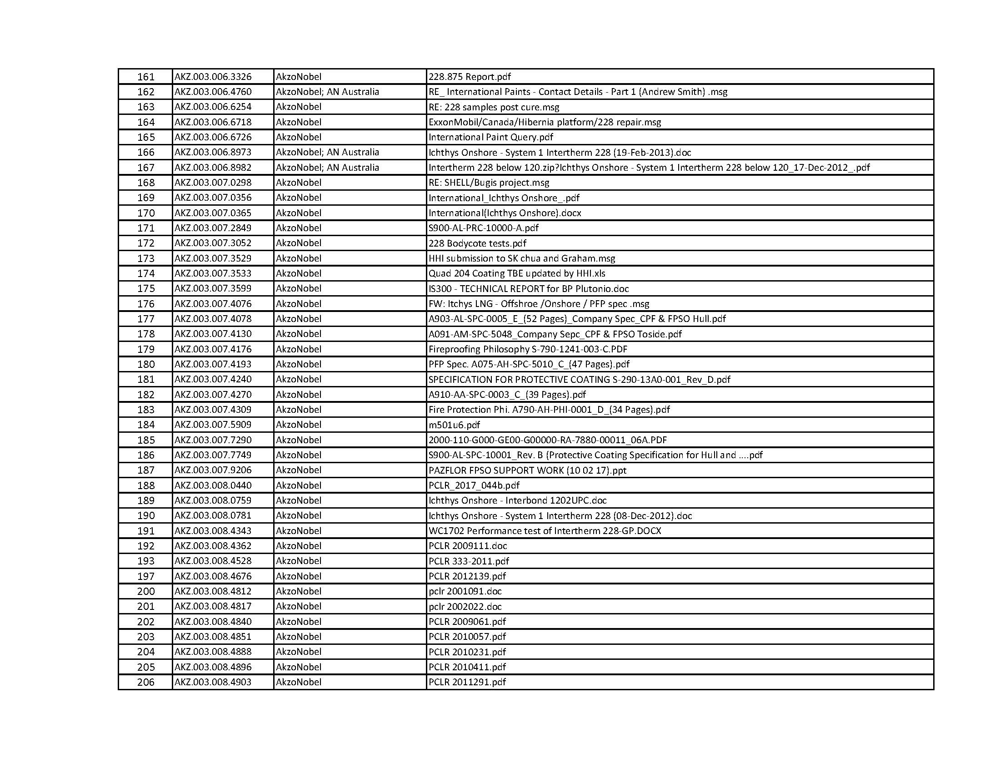 161 AKZ.003.006.3326 AkzoNobel 228.875 Report.pdf
162 AKZ.003.006.4760 AkzoNobel; AN Australia RE_ International Paints - Contact Details - Part 1 (Andrew Smith) .msg
163 AKZ.003.006.6254 AkzoNobel RE: 228 samples post cure.msg
164 AKZ.003.006.6718 AkzoNobel ExxonMobil/Canada/Hibernia platform/228 repair.msg
165 AKZ.003.006.6726 AkzoNobel International Paint Query.pdf
166 AKZ.003.006.8973 AkzoNobel; AN Australia Ichthys Onshore - System 1 Intertherm 228 (19-Feb-2013).doc
167 AKZ.003.006.8982 AkzoNobel; AN Australia Intertherm 228 below 120.zip?Ichthys Onshore - System 1 Intertherm 228 below 120_17-Dec-2012_.pdf
168 AKZ.003.007.0298 AkzoNobel RE: SHELL/Bugis project.msg
169 AKZ.003.007.0356 AkzoNobel International_Ichthys Onshore_.pdf
170 AKZ.003.007.0365 AkzoNobel International(Ichthys Onshore).docx
171 AKZ.003.007.2849 AkzoNobel S900-AL-PRC-10000-A.pdf
172 AKZ.003.007.3052 AkzoNobel 228 Bodycote tests.pdf
173 AKZ.003.007.3529 AkzoNobel HHI submission to SK chua and Graham.msg
174 AKZ.003.007.3533 AkzoNobel Quad 204 Coating TBE updated by HHI.xls
175 AKZ.003.007.3599 AkzoNobel IS300 - TECHNICAL REPORT for BP Plutonio.doc
176 AKZ.003.007.4076 AkzoNobel FW: Itchys LNG - Offshroe /Onshore / PFP spec .msg
177 AKZ.003.007.4078 AkzoNobel A903-AL-SPC-0005_E_(52 Pages)_Company Spec_CPF & FPSO Hull.pdf
178 AKZ.003.007.4130 AkzoNobel A091-AM-SPC-5048_Company Sepc_CPF & FPSO Toside.pdf
179 AKZ.003.007.4176 AkzoNobel Fireproofing Philosophy S-790-1241-003-C.PDF
180 AKZ.003.007.4193 AkzoNobel PFP Spec. A075-AH-SPC-5010_C_(47 Pages).pdf
181 AKZ.003.007.4240 AkzoNobel SPECIFICATION FOR PROTECTIVE COATING S-290-13A0-001_Rev_D.pdf
182 AKZ.003.007.4270 AkzoNobel A910-AA-SPC-0003_C_(39 Pages).pdf
183 AKZ.003.007.4309 AkzoNobel Fire Protection Phi. A790-AH-PHI-0001_D_(34 Pages).pdf
184 AKZ.003.007.5909 AkzoNobel m501u6.pdf
185 AKZ.003.007.7290 AkzoNobel 2000-110-G000-GE00-G00000-RA-7880-00011_06A.PDF
186 AKZ.003.007.7749 AkzoNobel S900-AL-SPC-10001_Rev. B (Protective Coating Specification for Hull and ....pdf
187 AKZ.003.007.9206 AkzoNobel PAZFLOR FPSO SUPPORT WORK (10 02 17).ppt
188 AKZ.003.008.0440 AkzoNobel PCLR_2017_044b.pdf
189 AKZ.003.008.0759 AkzoNobel Ichthys Onshore - Interbond 1202UPC.doc
190 AKZ.003.008.0781 AkzoNobel Ichthys Onshore - System 1 Intertherm 228 (08-Dec-2012).doc
191 AKZ.003.008.4343 AkzoNobel WC1702 Performance test of Intertherm 228-GP.DOCX
192 AKZ.003.008.4362 AkzoNobel PCLR 2009111.doc
193 AKZ.003.008.4528 AkzoNobel PCLR 333-2011.pdf
197 AKZ.003.008.4676 AkzoNobel PCLR 2012139.pdf
200 AKZ.003.008.4812 AkzoNobel pclr 2001091.doc
201 AKZ.003.008.4817 AkzoNobel pclr 2002022.doc
202 AKZ.003.008.4840 AkzoNobel PCLR 2009061.pdf
203 AKZ.003.008.4851 AkzoNobel PCLR 2010057.pdf
204 AKZ.003.008.4888 AkzoNobel PCLR 2010231.pdf
205 AKZ.003.008.4896 AkzoNobel PCLR 2010411.pdf
206 AKZ.003.008.4903 AkzoNobel PCLR 2011291.pdf